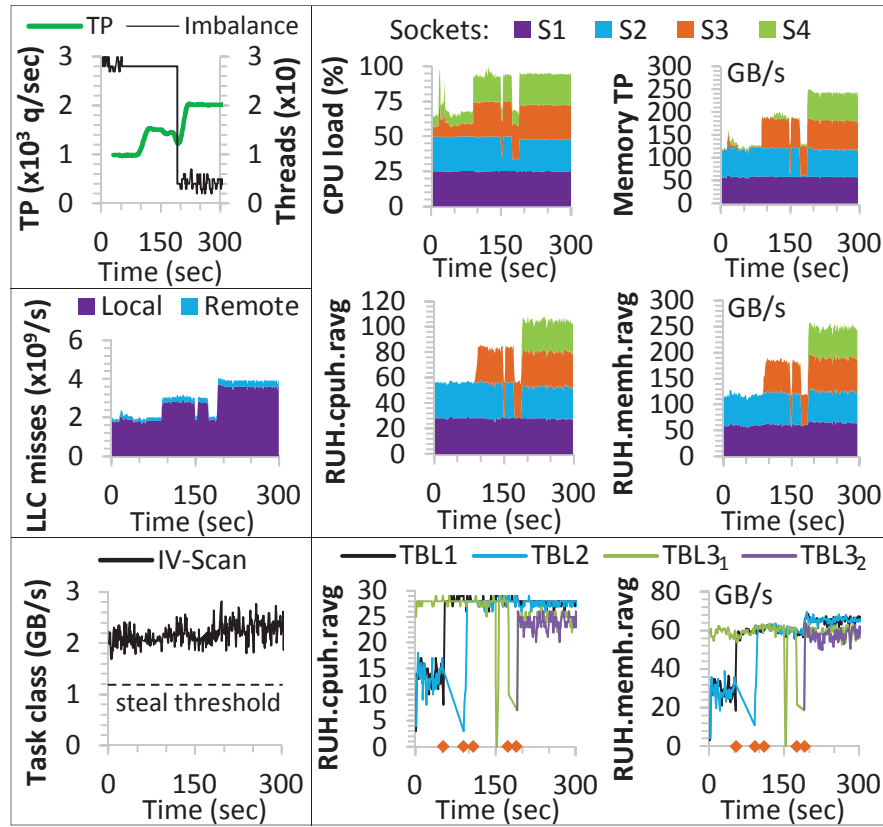 TP Imbalance
TP (x10³ q/sec)
3
2
1
0
3
2
1
0
Threads (x10)
0 150 300
Time (sec)
Sockets: S1 S2 S3 S4
CPU load (%)
100
75
50
25
0
0 150 300
Time (sec)
Memory TP
GB/s
300
250
200
150
100
50
0
0 150 300
Time (sec)
Local Remote
LLC misses (x10⁹/s)
6
4
2
0
0 150 300
Time (sec)
RUH.cpuh.ravg
120
100
80
60
40
20
0
0 150 300
Time (sec)
RUH.memh.ravg
GB/s
300
250
200
150
100
50
0
0 150 300
Time (sec)
IV-Scan
Task class (GB/s)
3
2
1
0
steal threshold
0 150 300
Time (sec)
TBL1 TBL2 TBL3₁ TBL3₂
RUH.cpuh.ravg
30
25
20
15
10
5
0
0 150 300
Time (sec)
RUH.memh.ravg
GB/s
80
60
40
20
0
0 150 300
Time (sec)